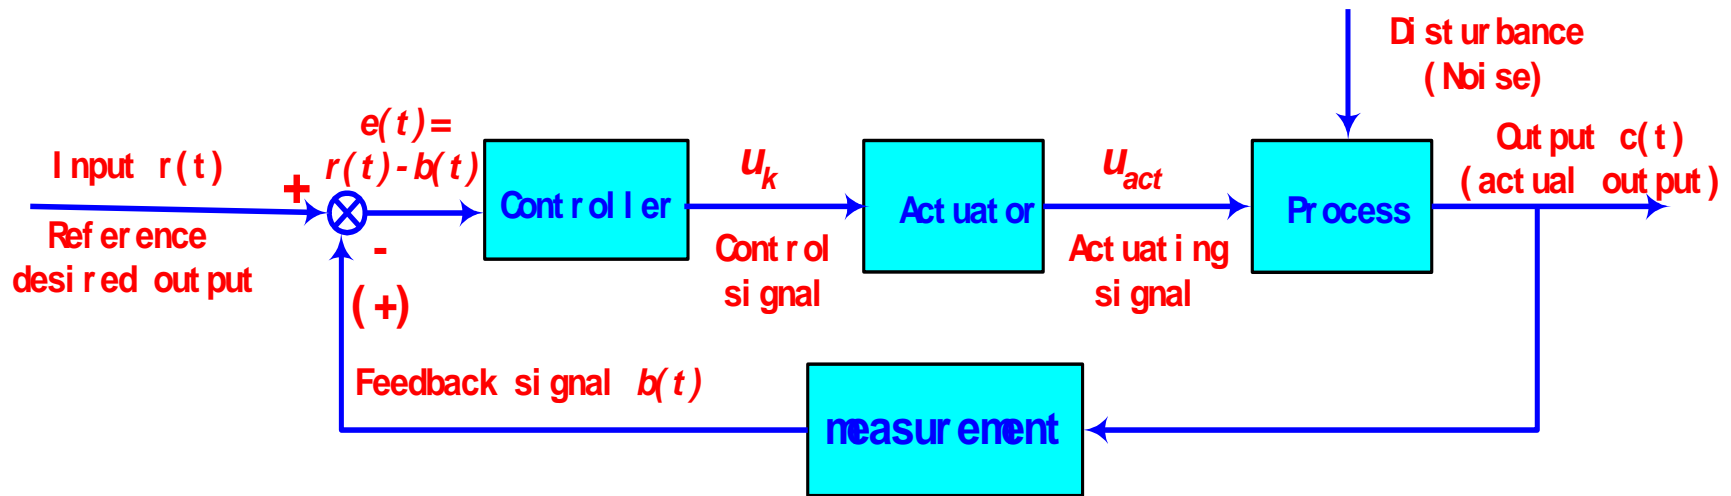 Disturbance
(Noise)
e(t)=
r(t)-b(t)
Input r(t)
+
Reference
desired output
-
(+)
Controller
u_k
Control
signal
Actuator
u_act
Actuating
signal
Process
Output c(t)
(actual output)
Feedback signal b(t)
measurement